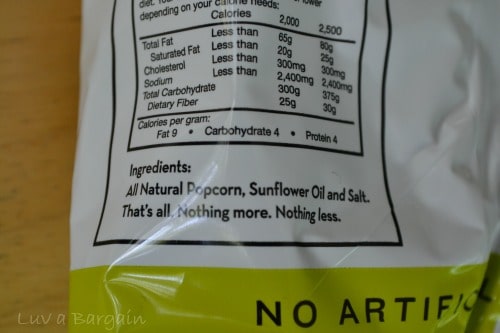 depending on your calorie needs:
Calories 2,000 2,500
Total Fat Less than 65g 80g
Saturated Fat Less than 20g 25g
Cholesterol Less than 300mg 300mg
Sodium Less than 2,400mg 2,400mg
Total Carbohydrate 300g 375g
Dietary Fiber 25g 30g
Calories per gram:
Fat 9 • Carbohydrate 4 • Protein 4
Ingredients:
All Natural Popcorn, Sunflower Oil and Salt.
That's all. Nothing more. Nothing less.
NO ARTIFIC
Luv a Bargain